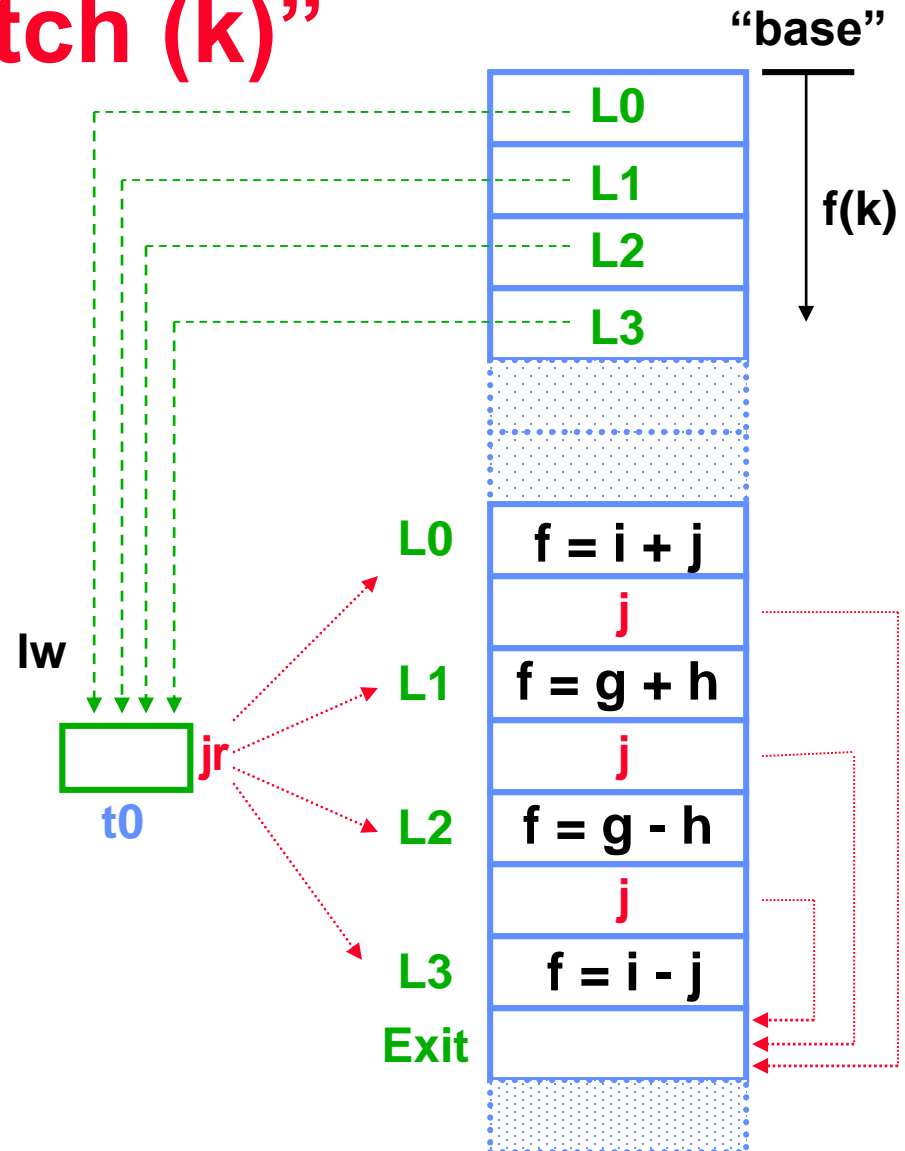 tch (k)”
“base”
L0
L1
f(k)
L2
L3
L0 f = i + j
j
lw
L1 f = g + h
jr j
t0
L2 f = g - h
j
L3 f = i - j
Exit